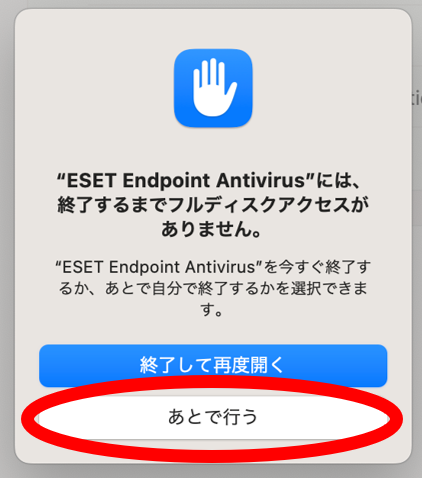 “ESET Endpoint Antivirus”には、
終了するまでフルディスクアクセスが
ありません。
“ESET Endpoint Antivirus”を今すぐ終了す
るか、あとで自分で終了するかを選択できま
す。
終了して再度開く
あとで行う